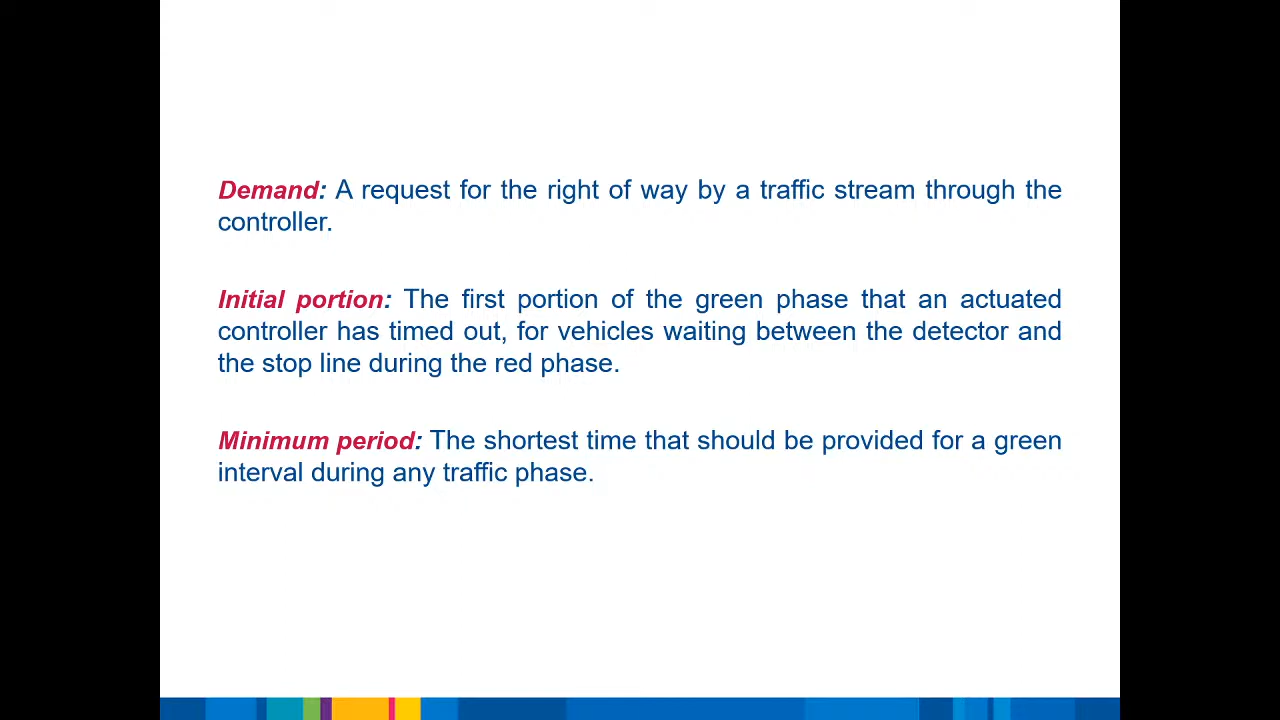 Demand: A request for the right of way by a traffic stream through the
controller.
Initial portion: The first portion of the green phase that an actuated
controller has timed out, for vehicles waiting between the detector and
the stop line during the red phase.
Minimum period: The shortest time that should be provided for a green
interval during any traffic phase.